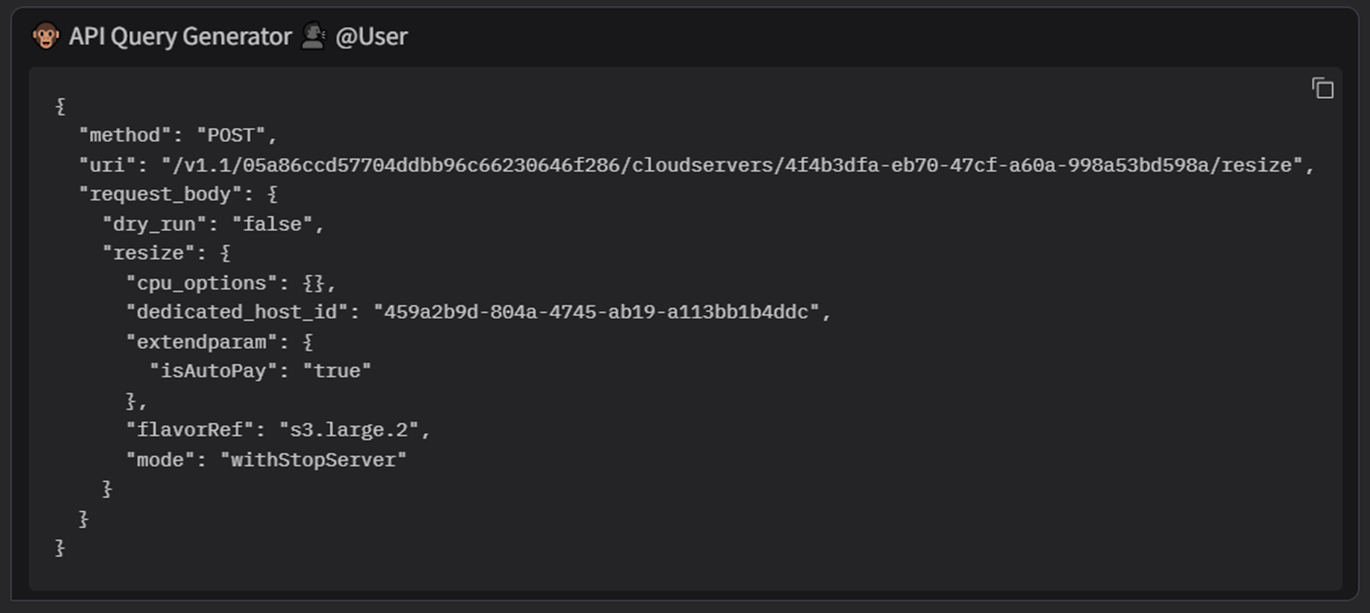 API Query Generator @User
{
"method": "POST",
"uri": "/v1.1/05a86ccd57704ddbb96c66230646f286/cloudservers/4f4b3dfa-eb70-47cf-a60a-998a53bd598a/resize",
"request_body": {
"dry_run": "false",
"resize": {
"cpu_options": {},
"dedicated_host_id": "459a2b9d-804a-4745-ab19-a113bb1b4ddc",
"extendparam": {
"isAutoPay": "true"
},
"flavorRef": "s3.large.2",
"mode": "withStopServer"
}
}
}